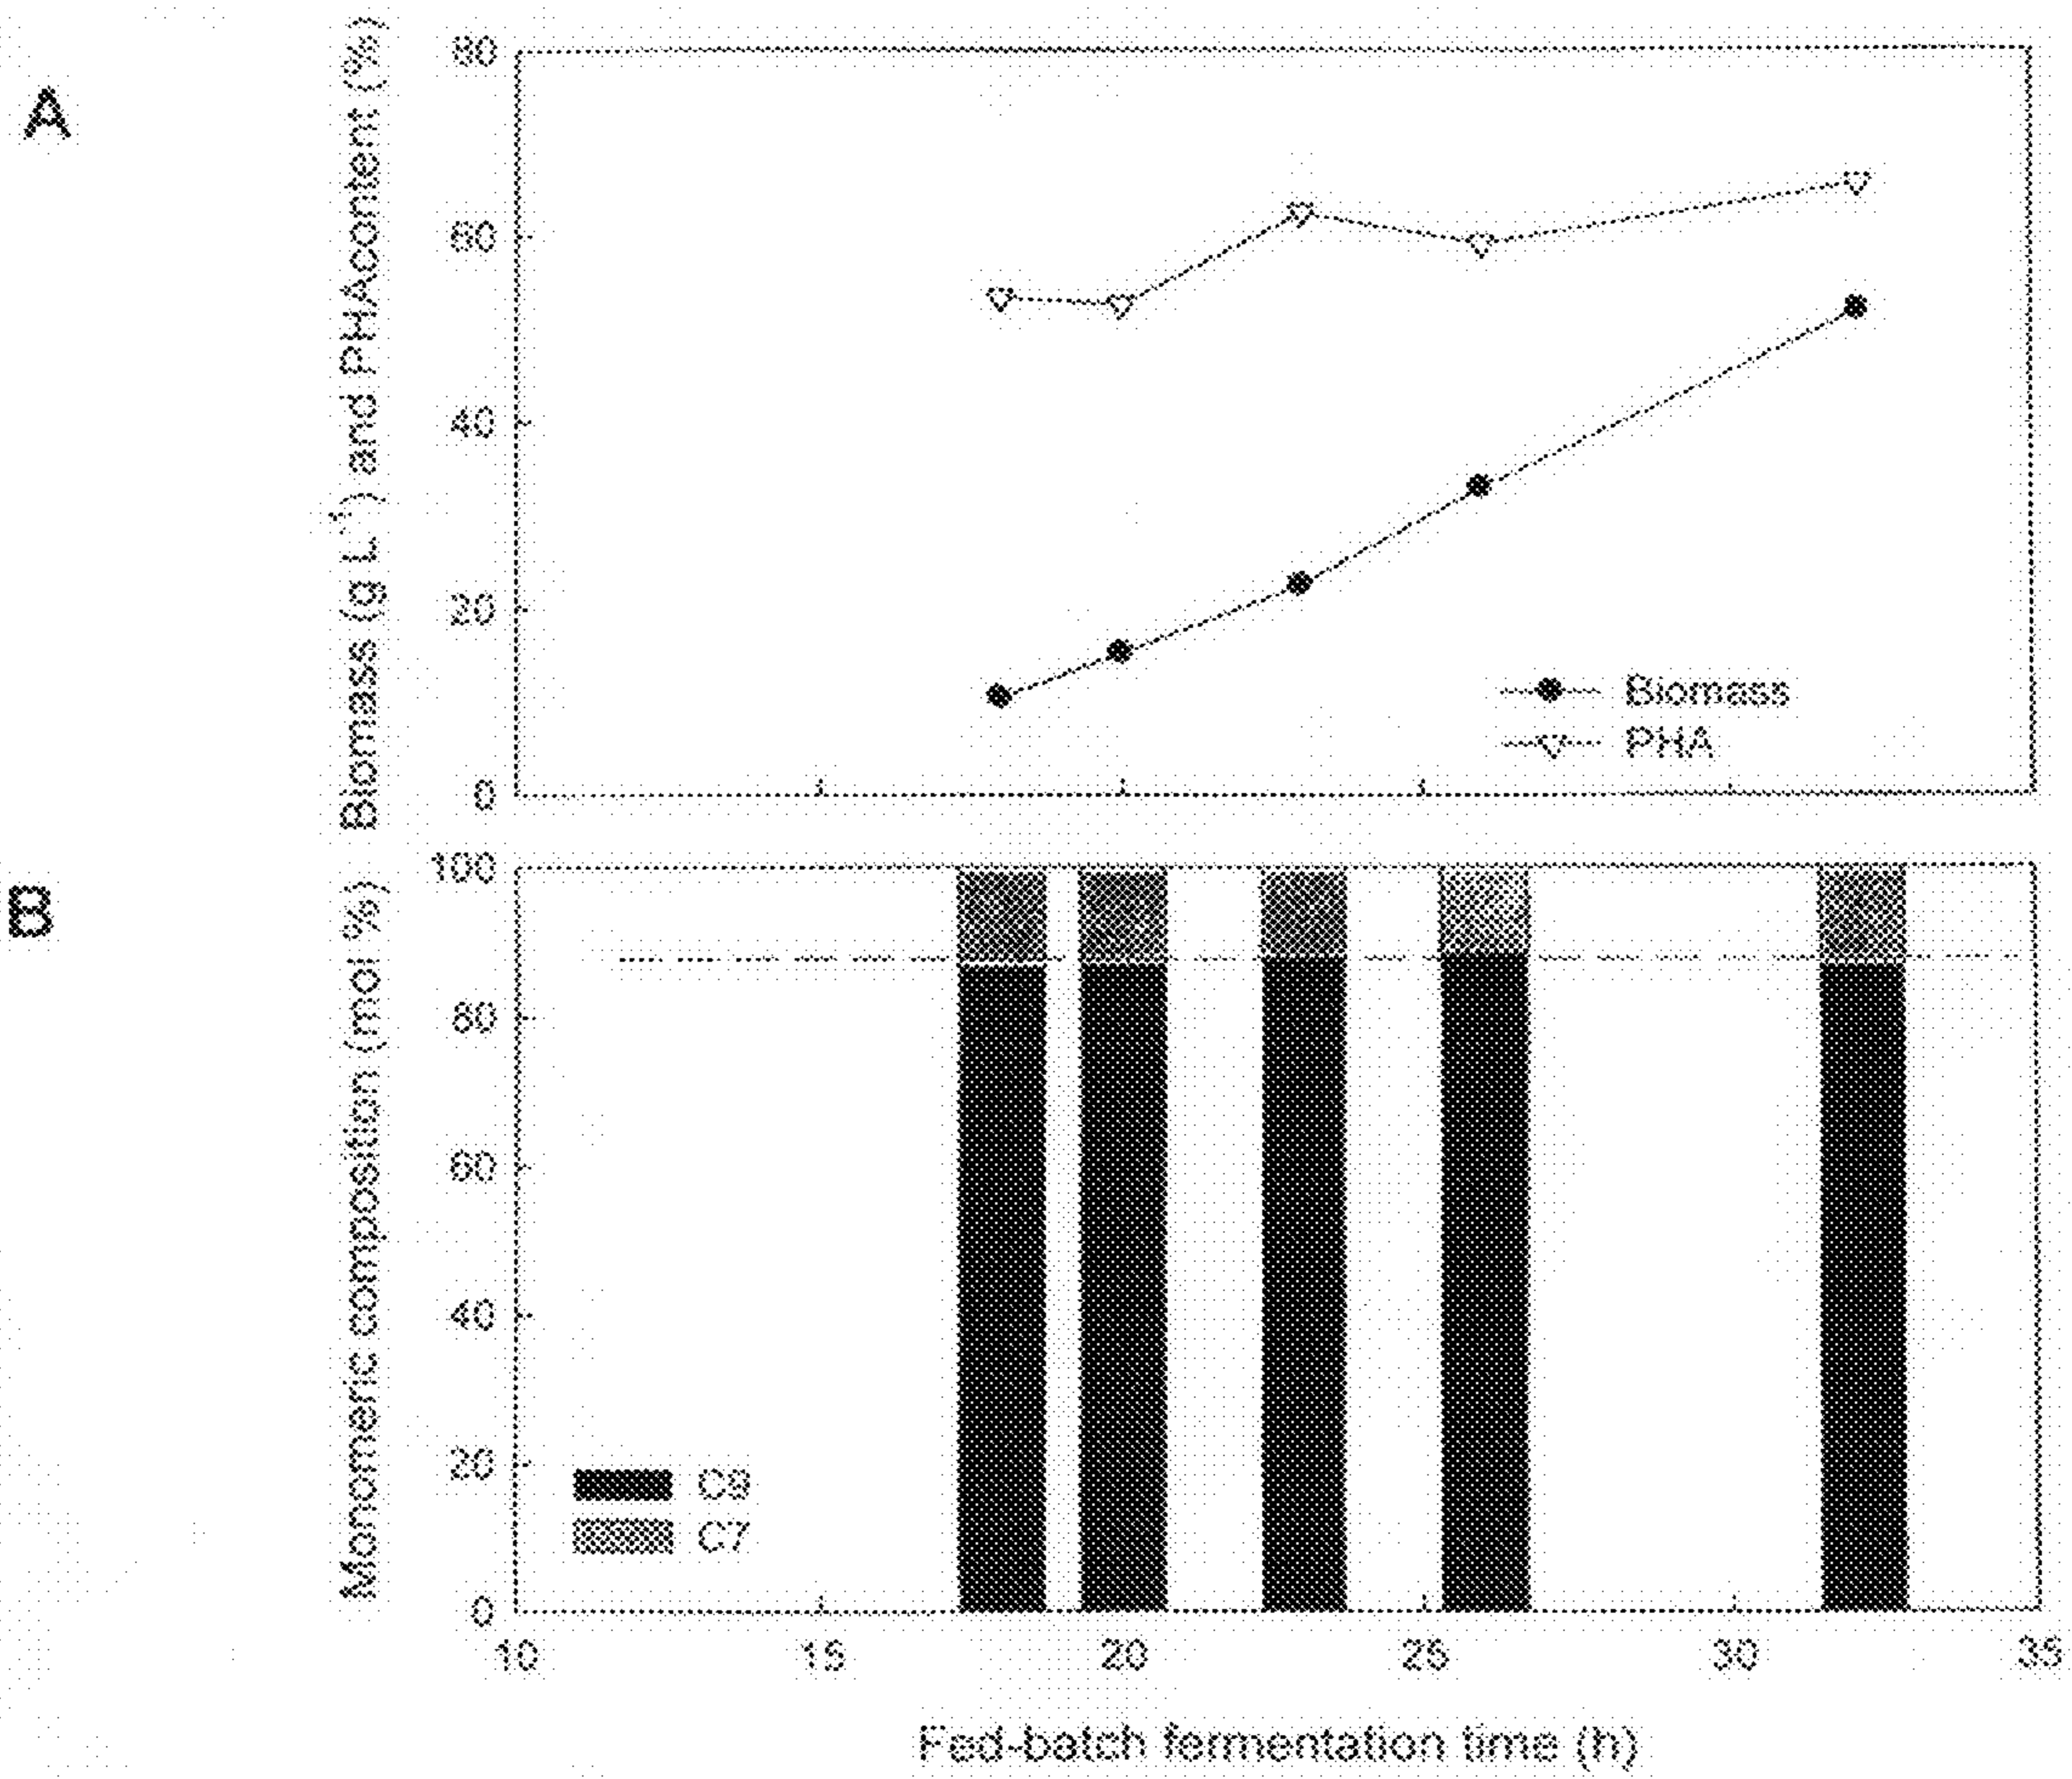 A
Biomass (g L⁻¹) and PHAcontent (%)
80
60
40
20
0
Biomass
PHA
B
Monomeric composition (mol %)
100
80
60
40
20
0
C9
C7
10 15 20 25 30 35
Fed-batch fermentation time (h)